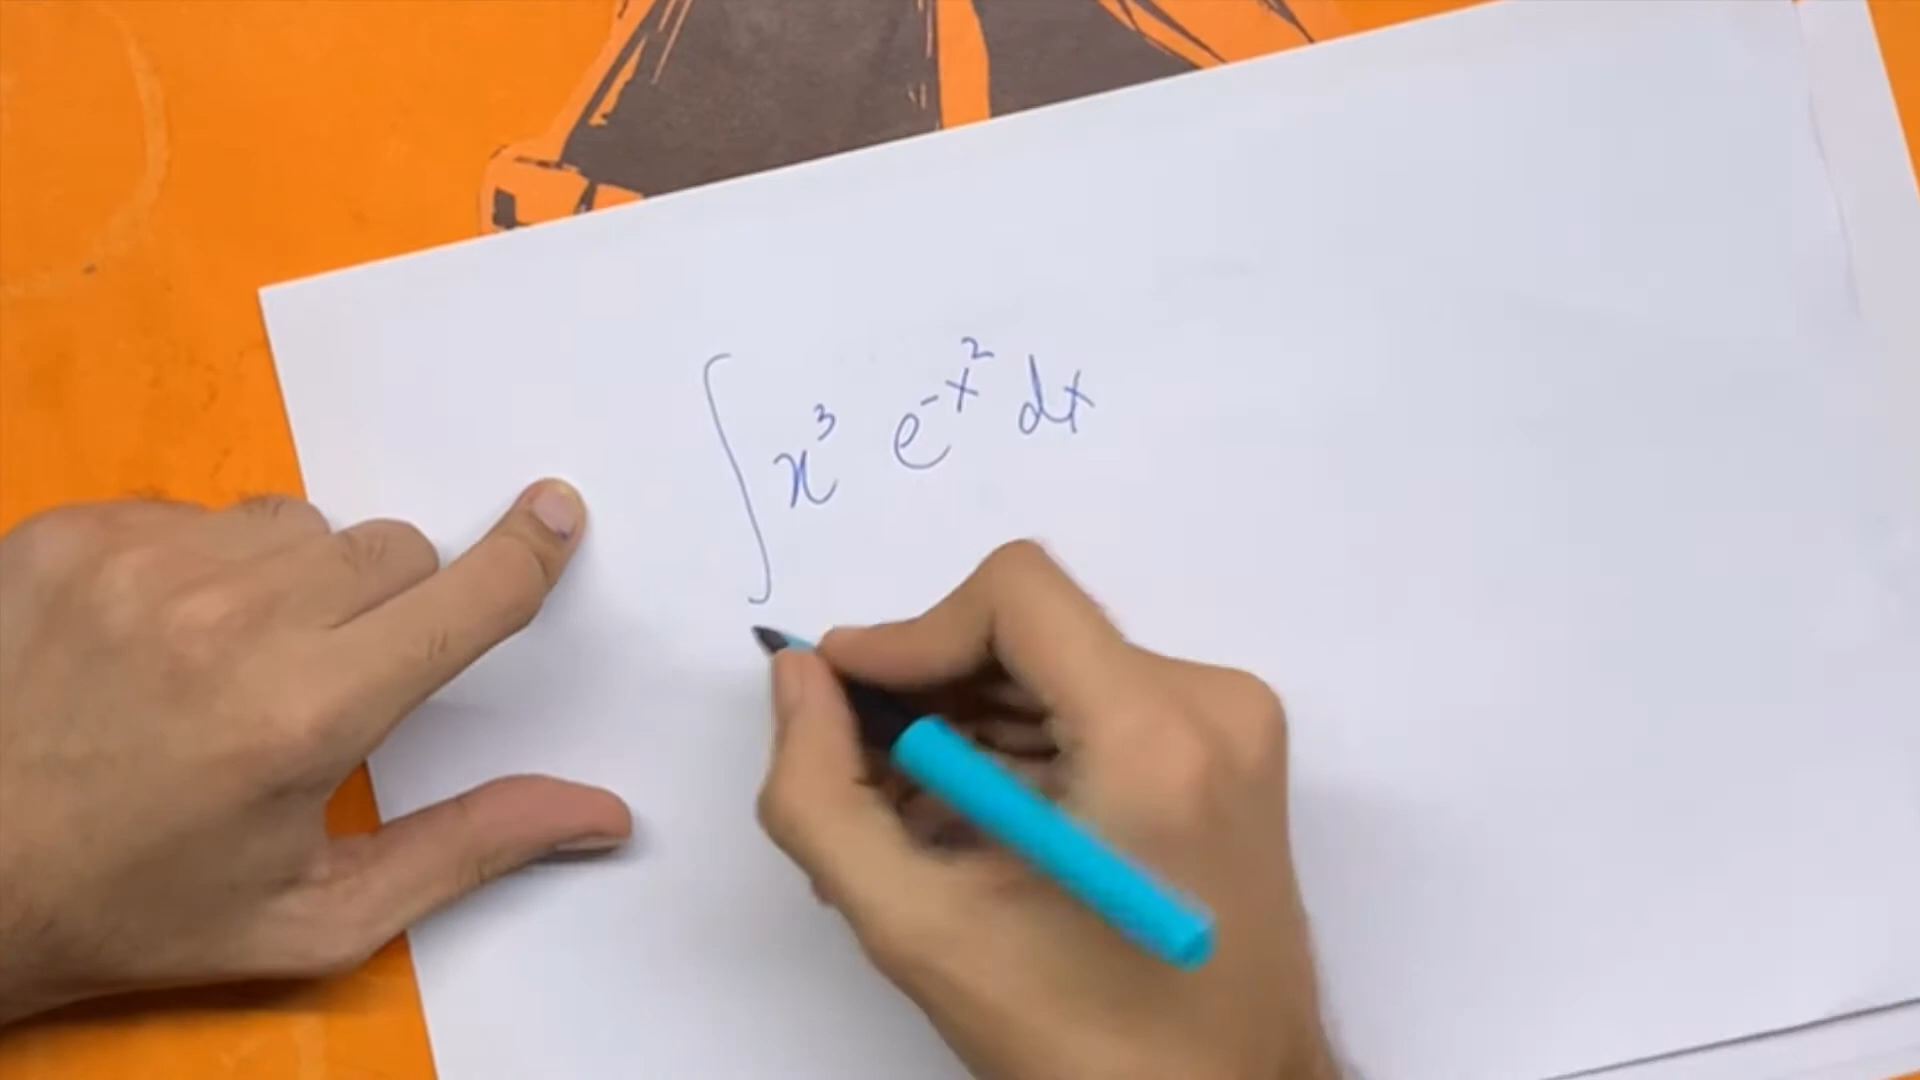 ∫ x³ e^{-x²} dx